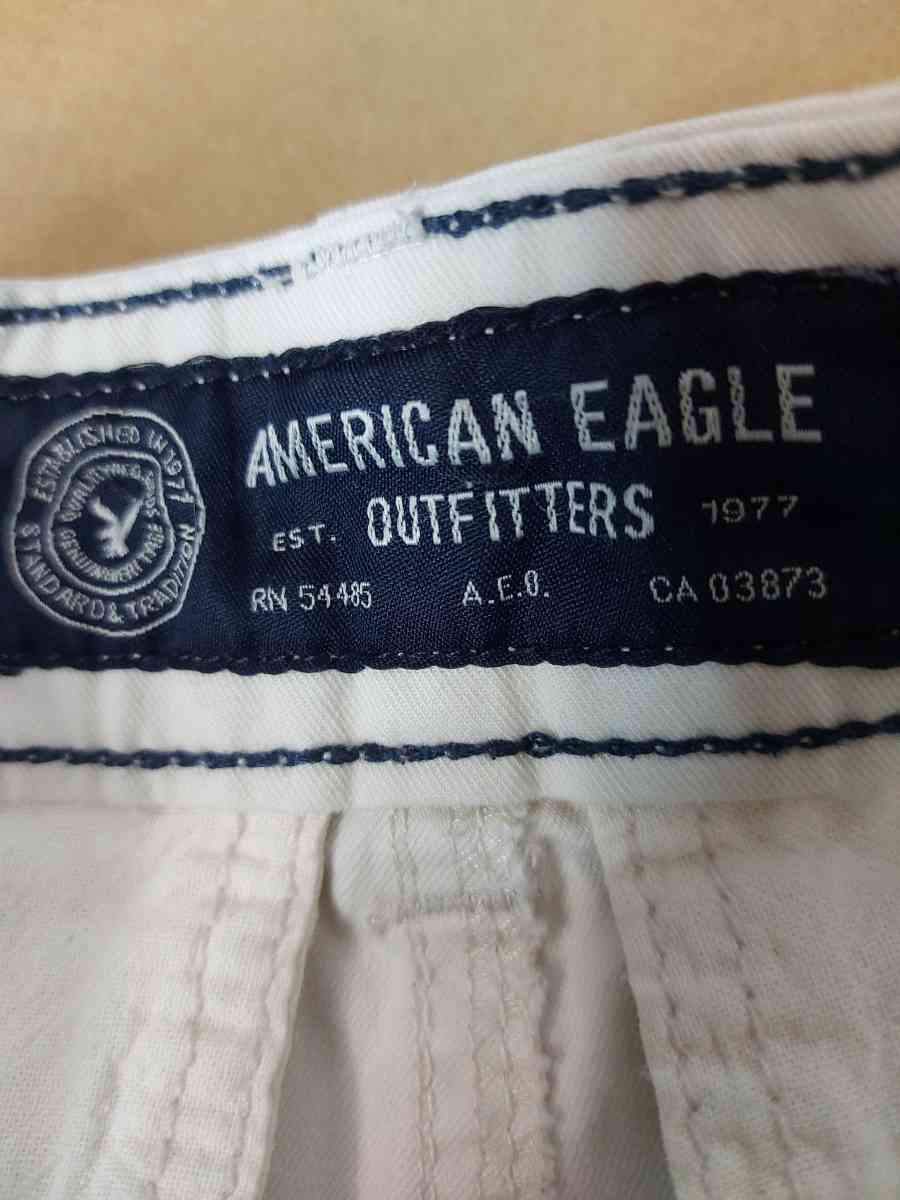 ESTABLISHED IN 1977
STANDARD & TRADITION
AMERICAN EAGLE
EST. OUTFITTERS 1977
RN 54485 A.E.O. CA 03873